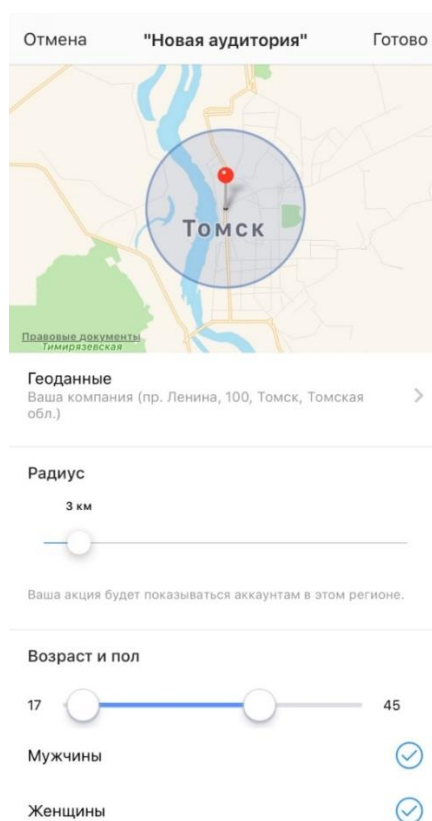 Отмена "Новая аудитория" Готово
Томск
Правовые документы
Тимирязевская
Геоданные
Ваша компания (пр. Ленина, 100, Томск, Томская
обл.)
Радиус
3 км
Ваша акция будет показываться аккаунтам в этом регионе.
Возраст и пол
17 45
Мужчины
Женщины